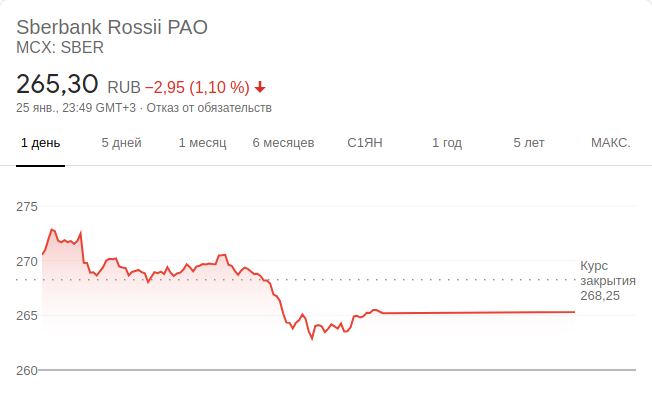 Sberbank Rossii PAO
MCX: SBER
265,30 RUB −2,95 (1,10 %)
25 янв., 23:49 GMT+3 · Отказ от обязательств
1 день 5 дней 1 месяц 6 месяцев С1ЯН 1 год 5 лет МАКС.
275
270
Курс
закрытия
268,25
265
260